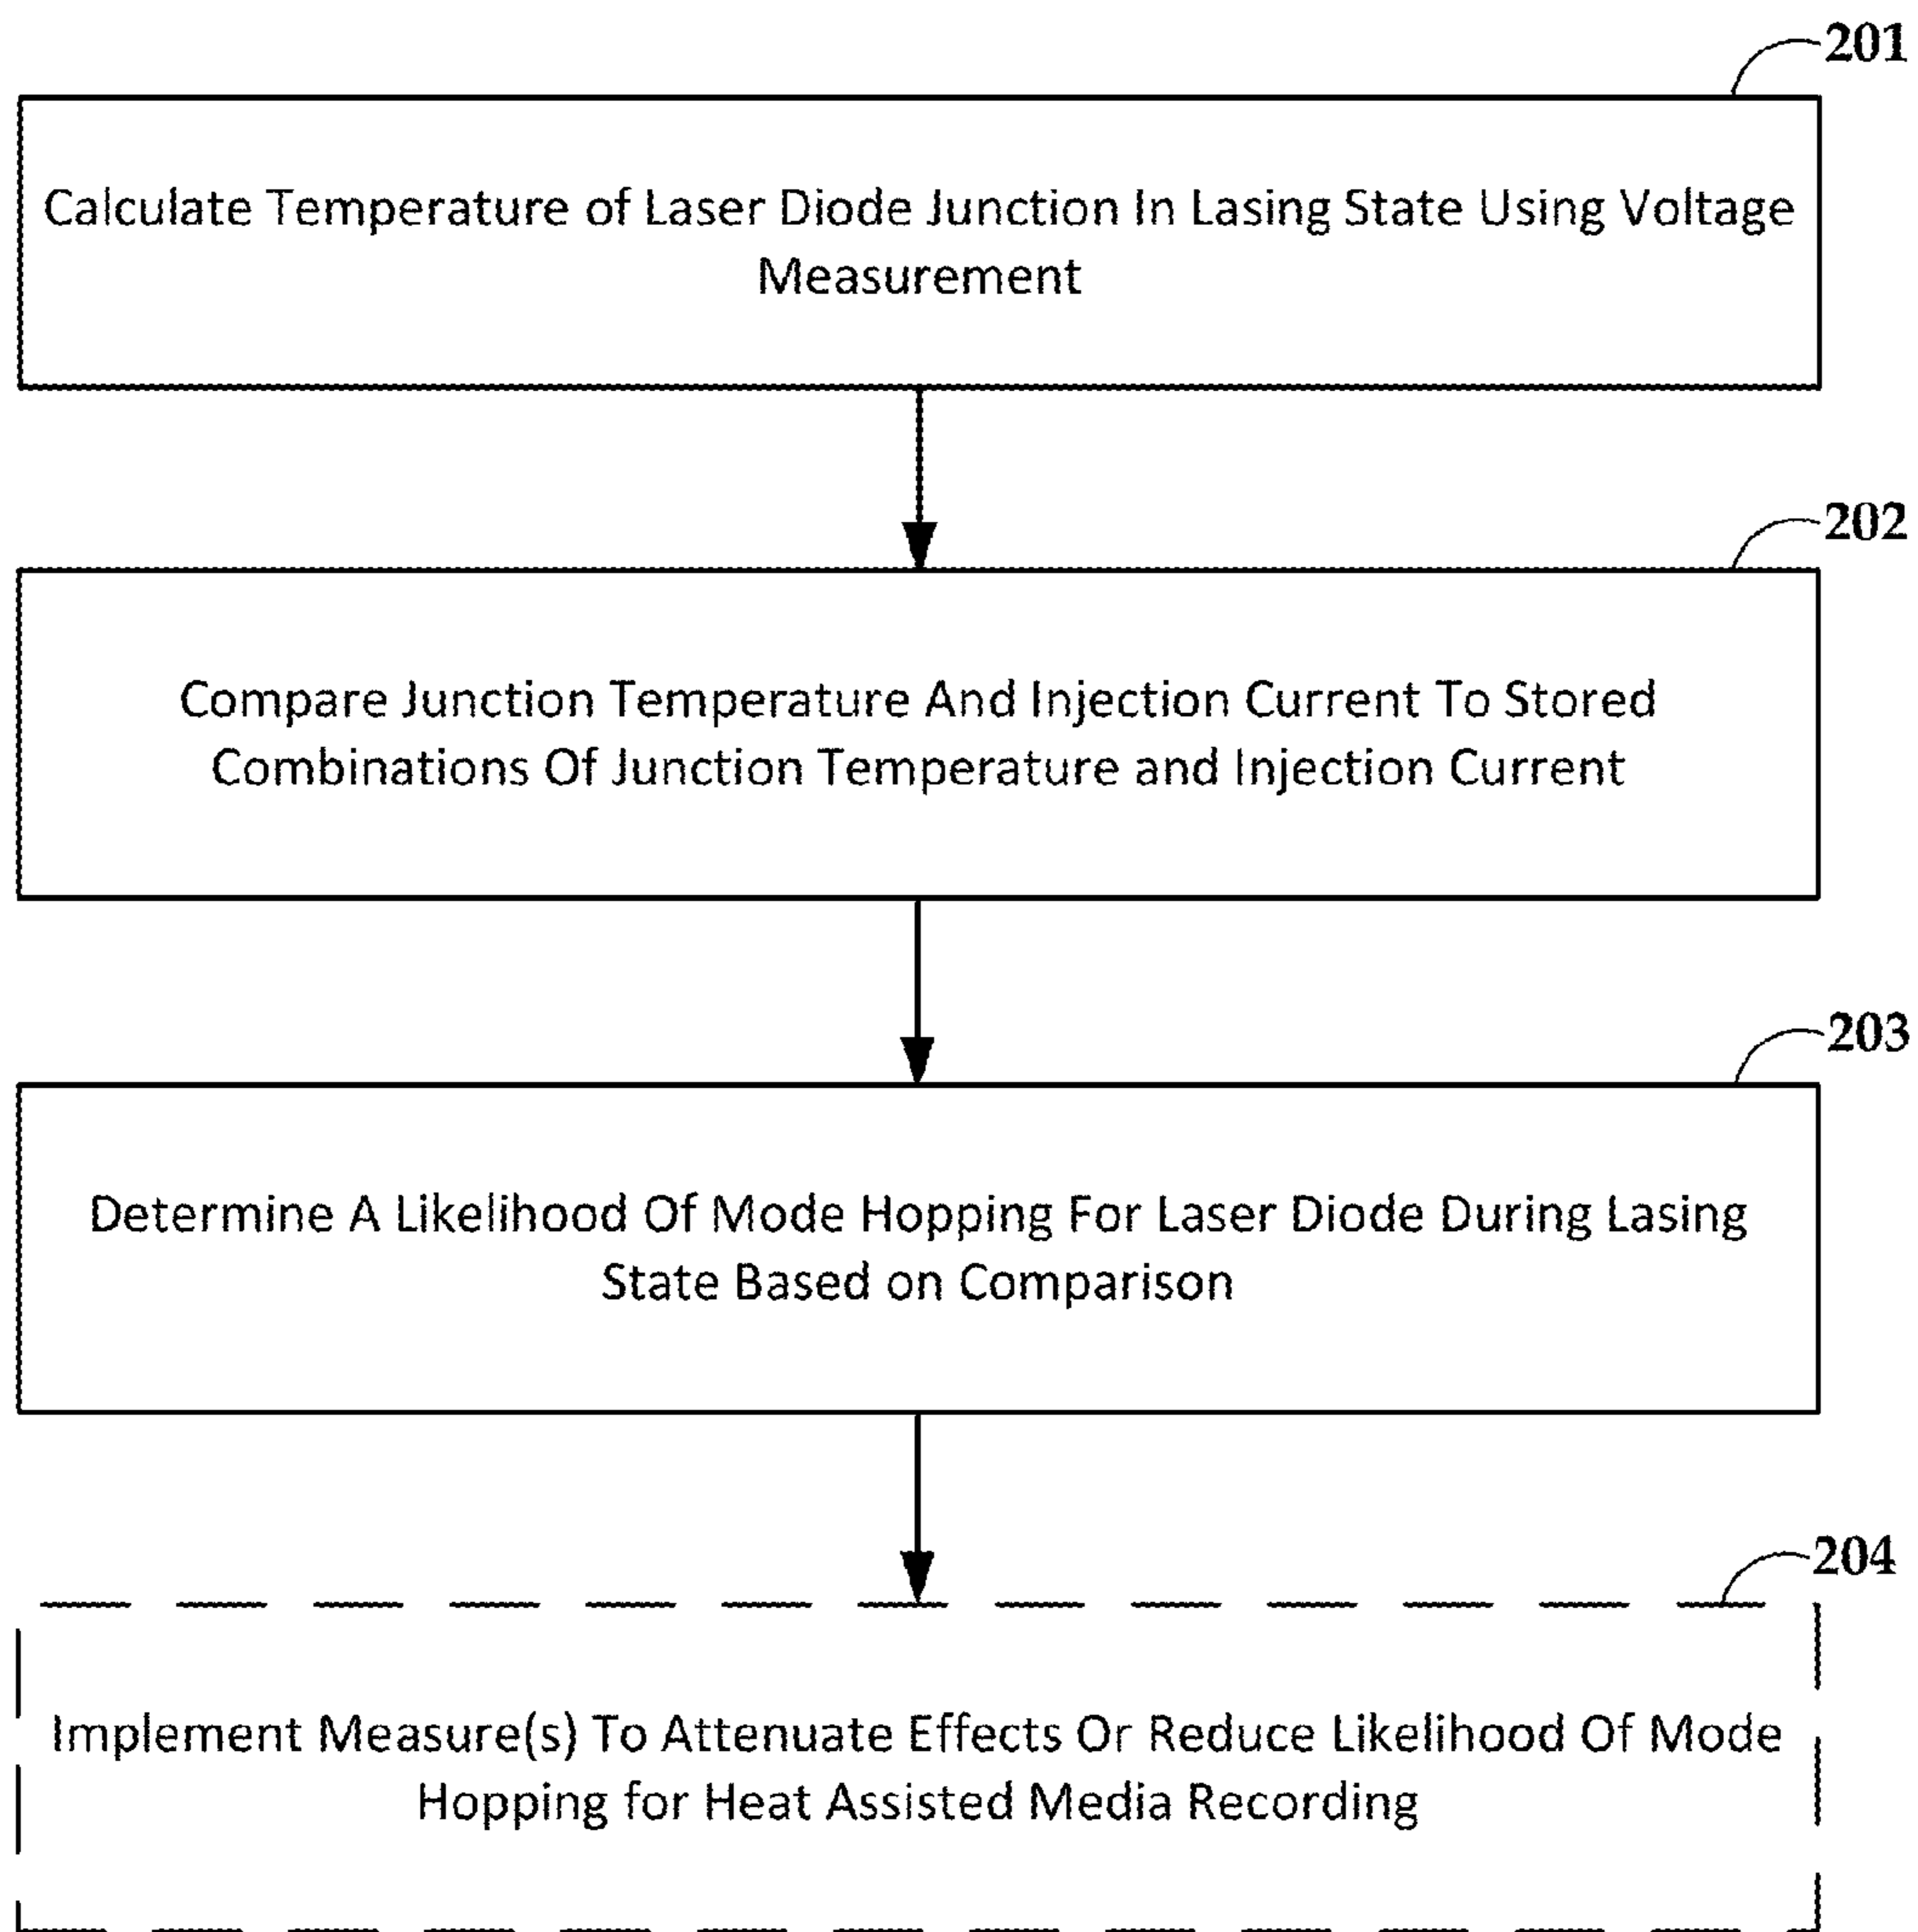 201
Calculate Temperature of Laser Diode Junction In Lasing State Using Voltage
Measurement
202
Compare Junction Temperature And Injection Current To Stored
Combinations Of Junction Temperature and Injection Current
203
Determine A Likelihood Of Mode Hopping For Laser Diode During Lasing
State Based on Comparison
204
Implement Measure(s) To Attenuate Effects Or Reduce Likelihood Of Mode
Hopping for Heat Assisted Media Recording